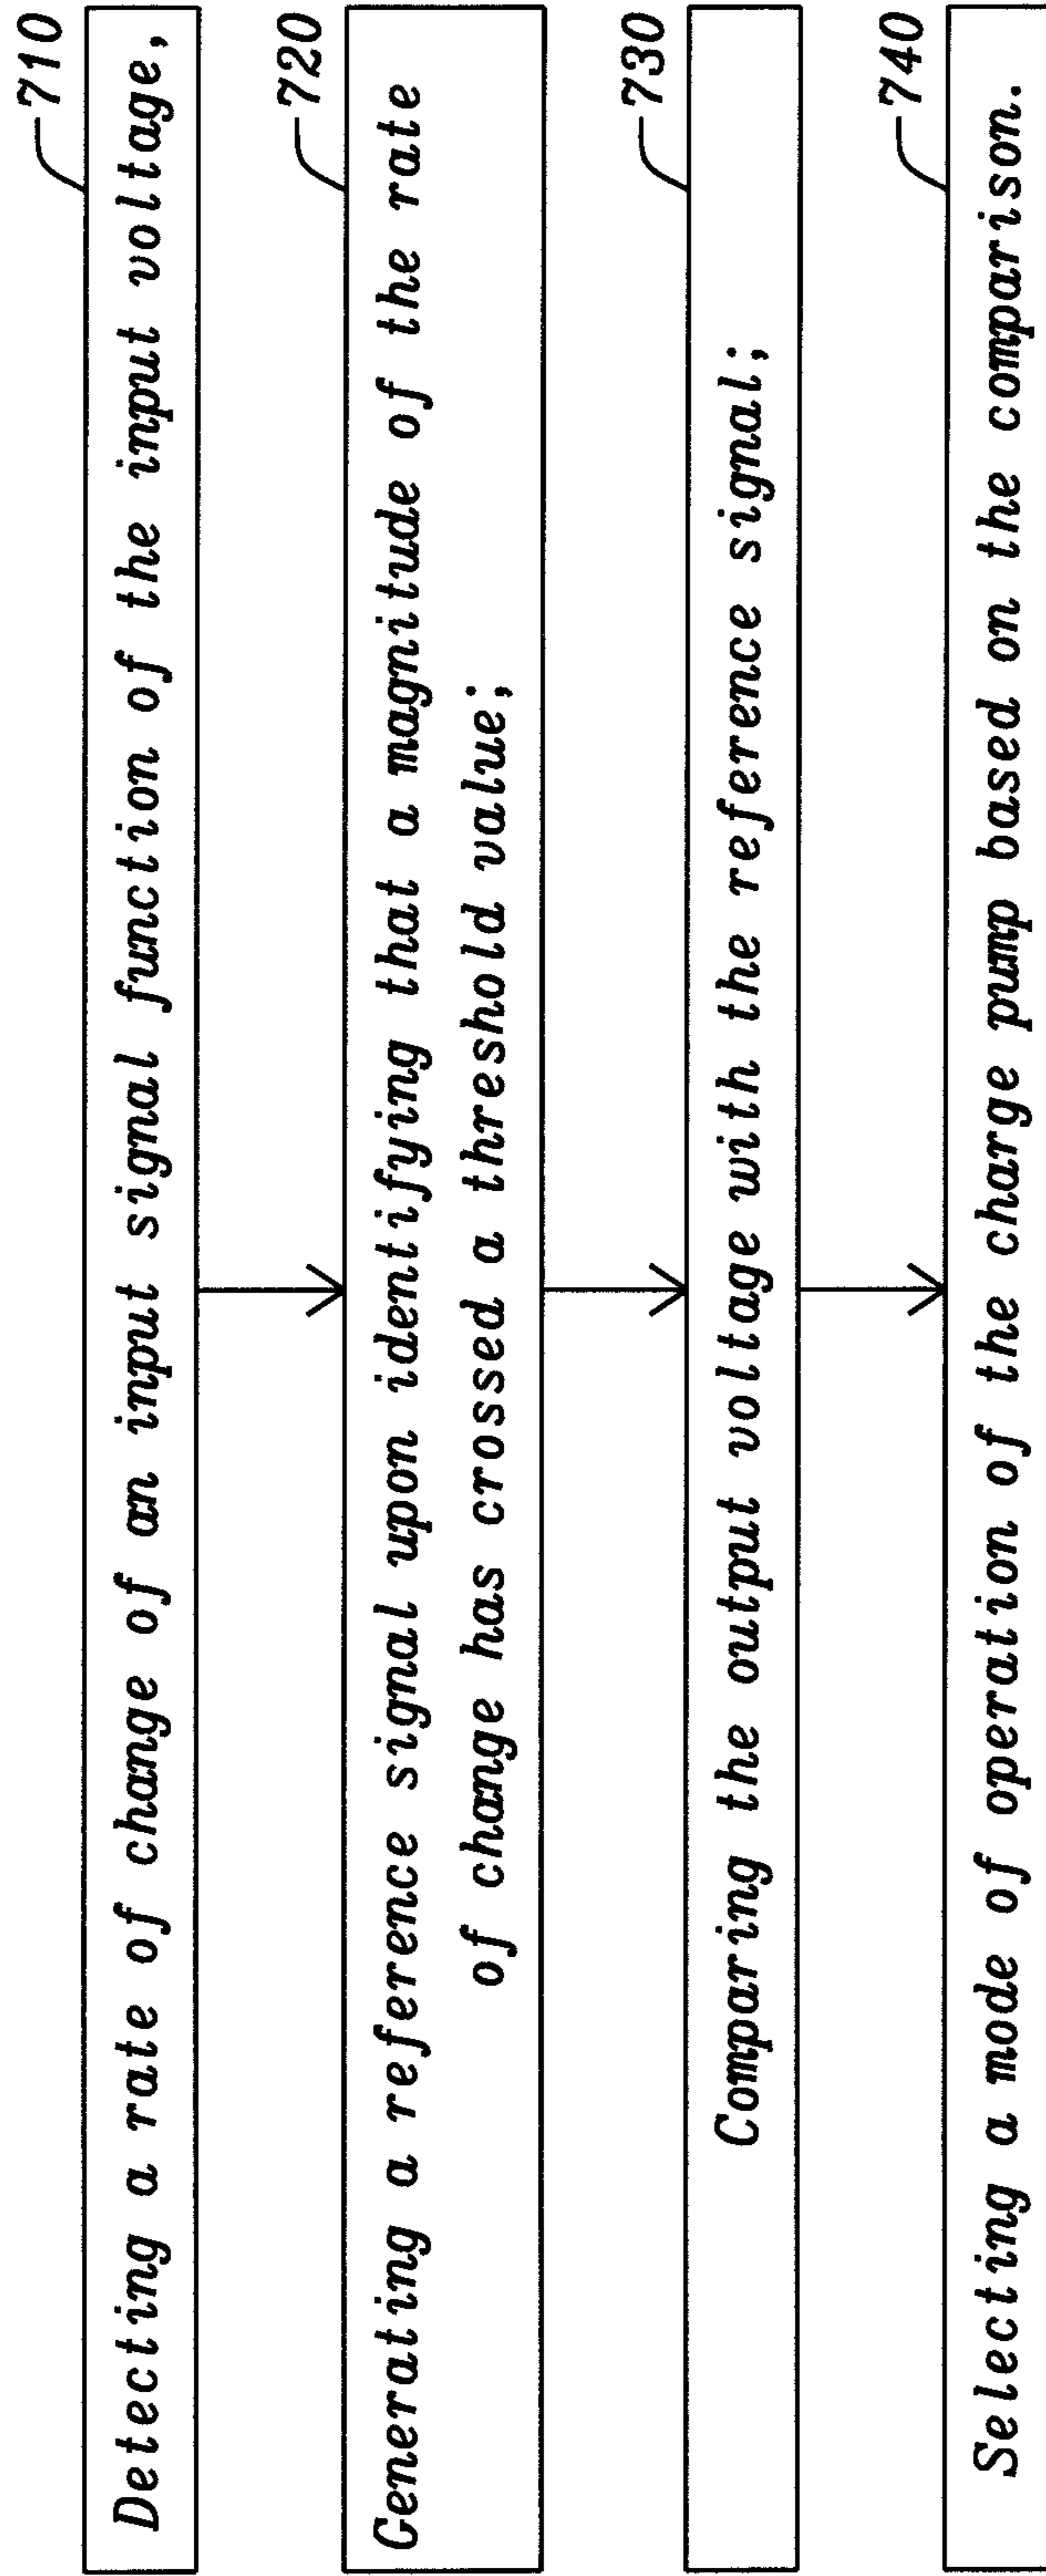 710
Detecting a rate of change of an input signal function of the input voltage,
720
Generating a reference signal upon identifying that a magnitude of the rate
of change has crossed a threshold value;
730
Comparing the output voltage with the reference signal;
740
Selecting a mode of operation of the charge pump based on the comparison.